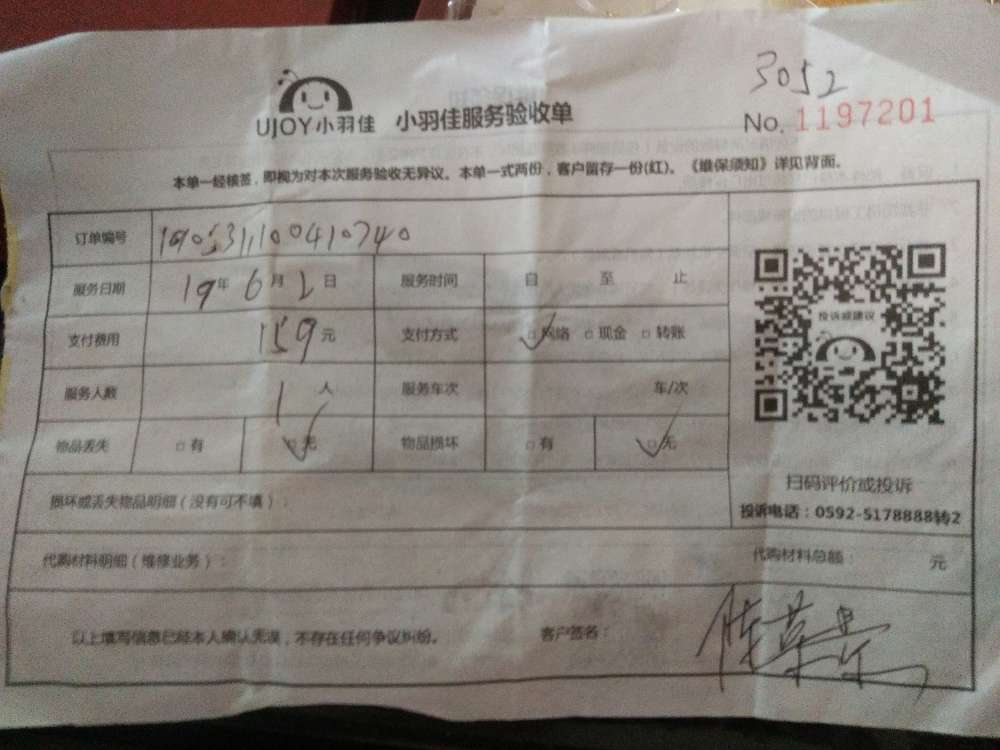 3052
UJOY小羽佳 小羽佳服务验收单
No. 1197201
本单一经核签,即视为对本次服务验收无异议。本单一式两份,客户留存一份(红)。《维保须知》详见背面。
订单编号
服务日期 19年6月2日 服务时间 自 至 止
投诉或建议
支付费用 159元 支付方式 □网络 □现金 □转账
服务人数 1人 服务车次 车/次
物品丢失 □有 □无 物品损坏 □有 □无
扫码评价或投诉
损坏或丢失物品明细(没有可不填):
投诉电话:0592-5178888转2
代购材料明细(维修业务): 代购材料总额: 元
以上填写信息已经本人确认无误,不存在任何争议纠纷。 客户签名: